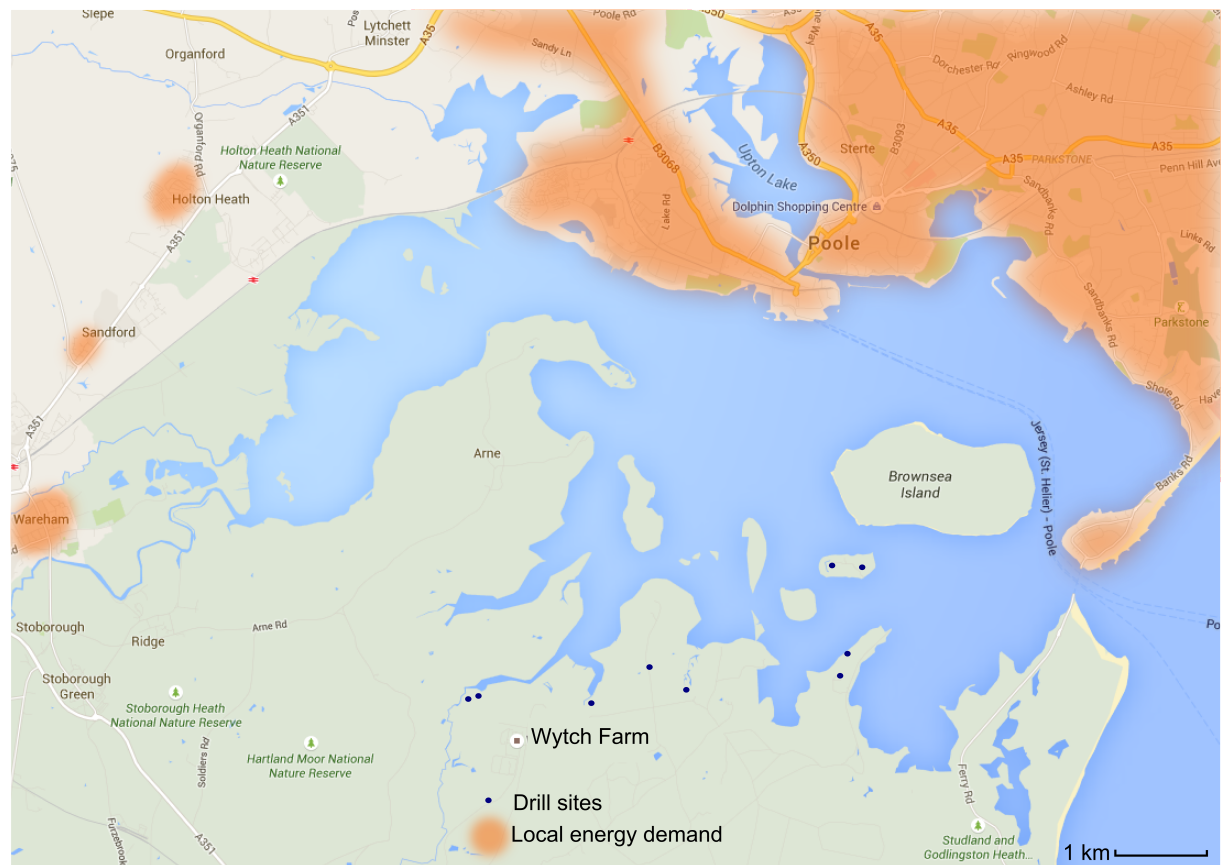 Slepe
Organford
Lytchett
Minster
A35
Poole Rd
Sandy Ln
A35
Ringwood Rd
Dorchester Rd
Ashley Rd
A351
Organford Rd
Holton Heath National
Nature Reserve
Holton Heath
A351
B3068
Upton Lake
A350
Sterte
B3093
A35
PARKSTONE
A35
Penn Hill Ave
Lake Rd
Dolphin Shopping Centre
Poole
Sandbanks Rd
Links Rd
Sandbanks Rd
Parkstone
Sandford
Shore Rd
A351
Arne
Brownsea
Island
Jersey (St. Helier) - Poole
Banks Rd
Wareham
Stoborough
Ridge
Arne Rd
Stoborough
Green
Stoborough Heath
National Nature Reserve
Soldiers Rd
Hartland Moor National
Nature Reserve
Wytch Farm
Drill sites
Local energy demand
Ferry Rd
Furzebrook
A351
Studland and
Godlingston Heath...
1 km